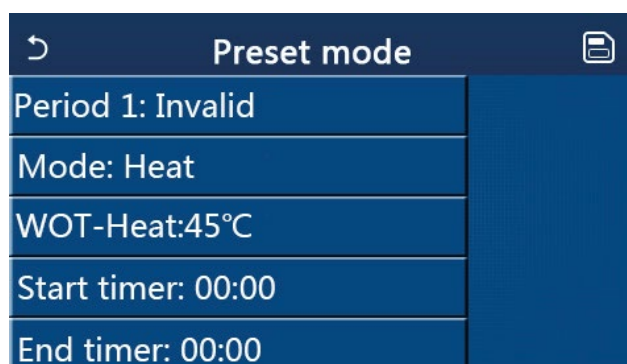 Preset mode
Period 1: Invalid
Mode: Heat
WOT-Heat:45℃
Start timer: 00:00
End timer: 00:00